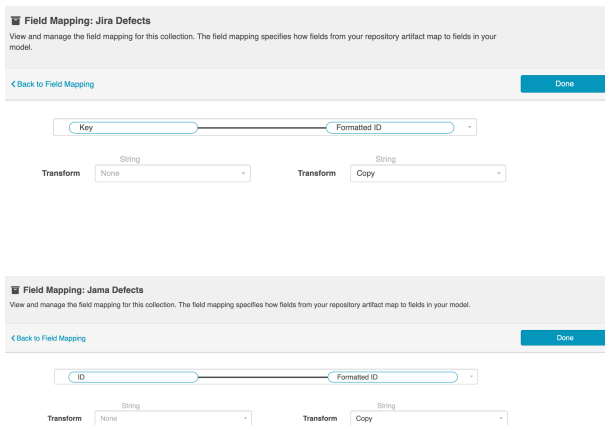 Field Mapping: Jira Defects
View and manage the field mapping for this collection. The field mapping specifies how fields from your repository artifact map to fields in your
model.
Back to Field Mapping
Done
Key
Formatted ID
String
String
Transform
None
Transform
Copy
Field Mapping: Jama Defects
View and manage the field mapping for this collection. The field mapping specifies how fields from your repository artifact map to fields in your model.
Back to Field Mapping
Done
ID
Formatted ID
String
String
Transform
None
Transform
Copy